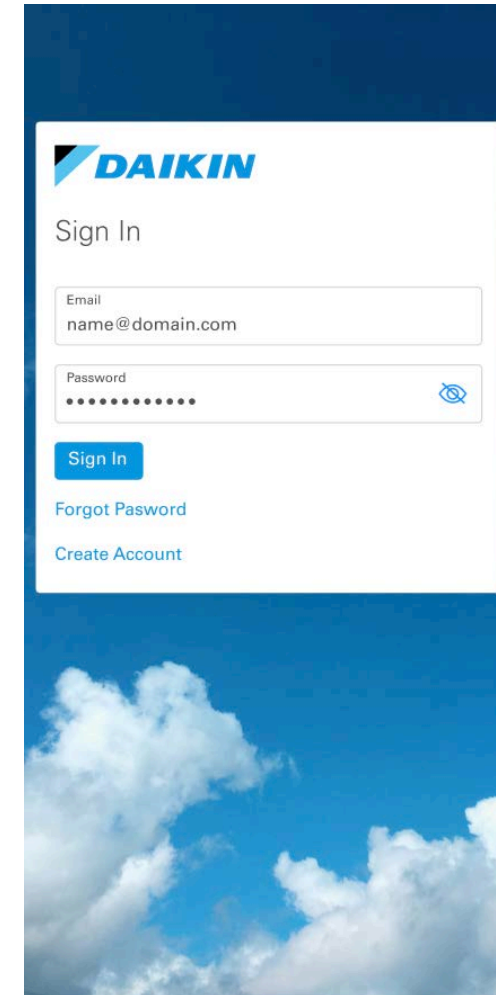 DAIKIN
Sign In
Email
name@domain.com
Password
••••••••••••
Sign In
Forgot Pasword
Create Account